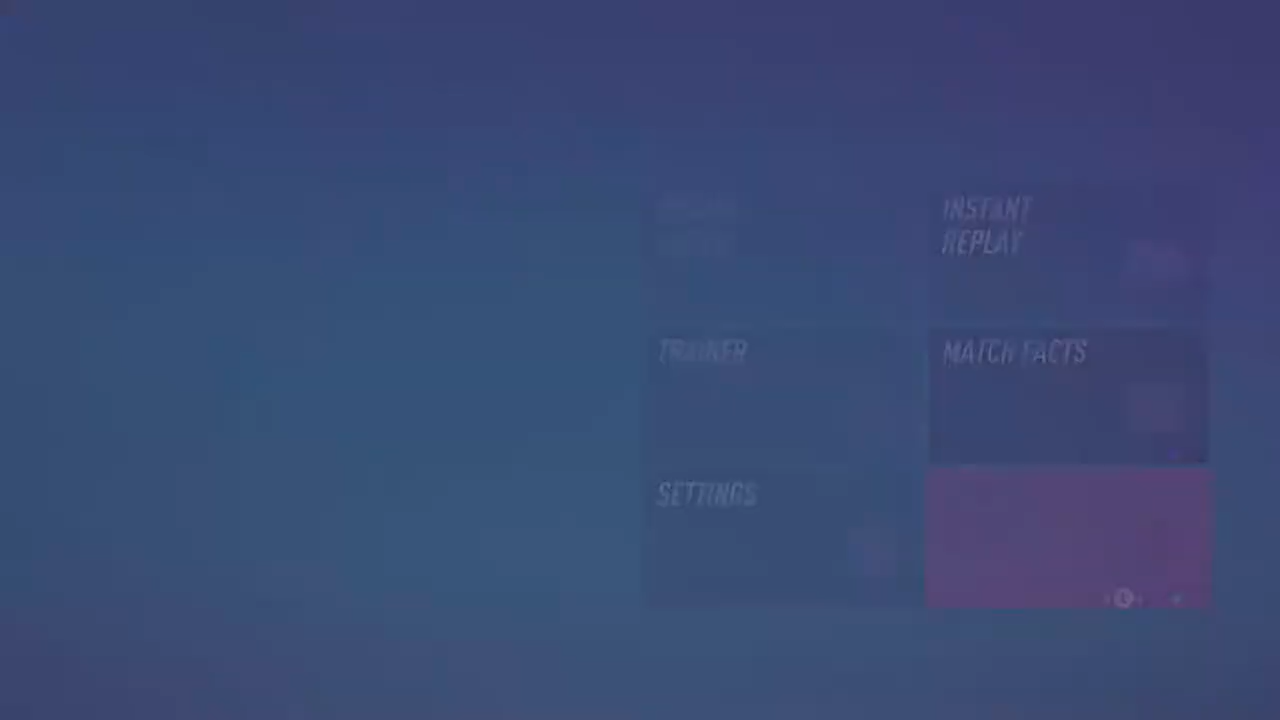 INSTANT
REPLAY
TRAINER
MATCH FACTS
SETTINGS